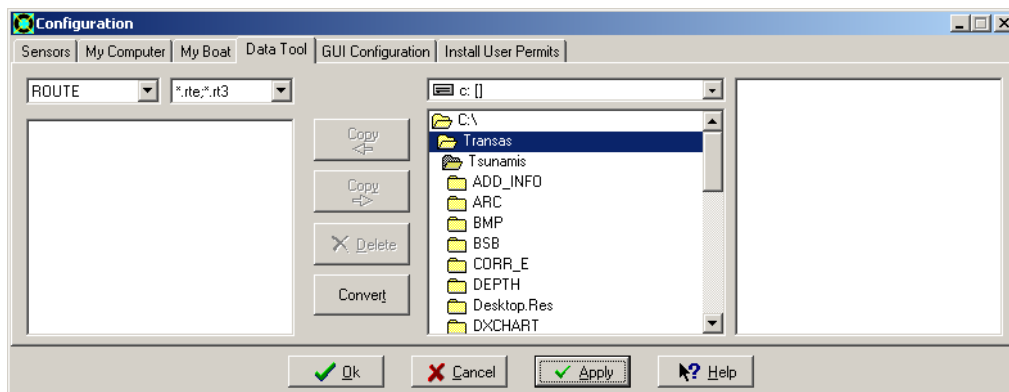 Configuration
Sensors My Computer My Boat Data Tool GUI Configuration Install User Permits
ROUTE *.rte;*.rt3 c: []
Copy
Copy
Delete
Convert
C:\
Transas
Tsunamis
ADD_INFO
ARC
BMP
BSB
CORR_E
DEPTH
Desktop.Res
DXCHART
Ok Cancel Apply Help